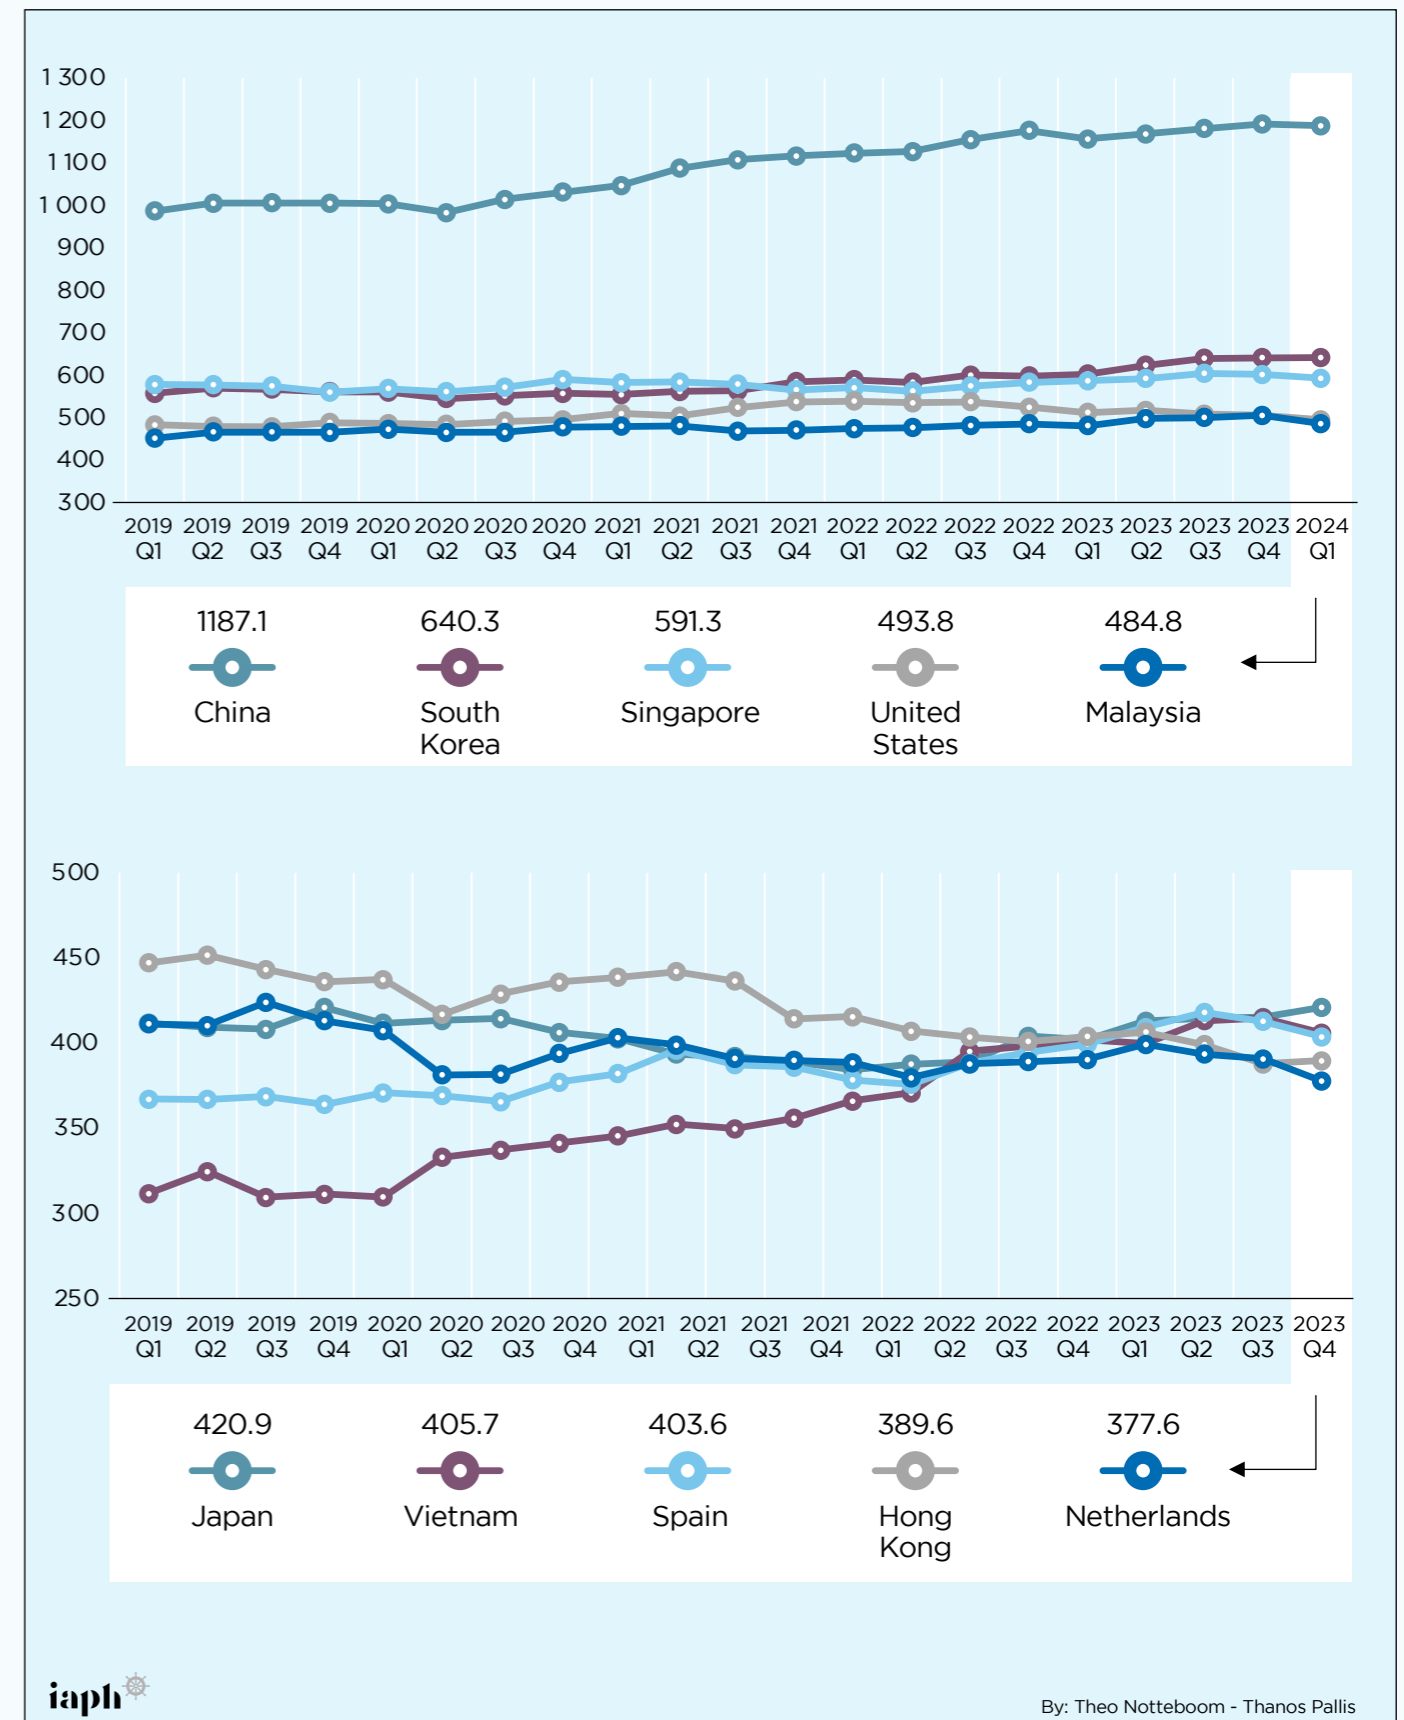 1 300
1 200
1 100
1 000
900
800
700
600
500
400
300
2019 2019 2019 2019 2020 2020 2020 2020 2021 2021 2021 2021 2022 2022 2022 2022 2023 2023 2023 2023 2024
Q1 Q2 Q3 Q4 Q1 Q2 Q3 Q4 Q1 Q2 Q3 Q4 Q1 Q2 Q3 Q4 Q1 Q2 Q3 Q4 Q1
1187.1 640.3 591.3 493.8 484.8
China South Singapore United Malaysia
Korea States
500
450
400
350
300
250
2019 2019 2019 2019 2020 2020 2020 2020 2021 2021 2021 2021 2022 2022 2022 2022 2023 2023 2023 2023
Q1 Q2 Q3 Q4 Q1 Q2 Q3 Q4 Q1 Q2 Q3 Q4 Q1 Q2 Q3 Q4 Q1 Q2 Q3 Q4
420.9 405.7 403.6 389.6 377.6
Japan Vietnam Spain Hong Netherlands
Kong
iaph
By: Theo Notteboom - Thanos Pallis